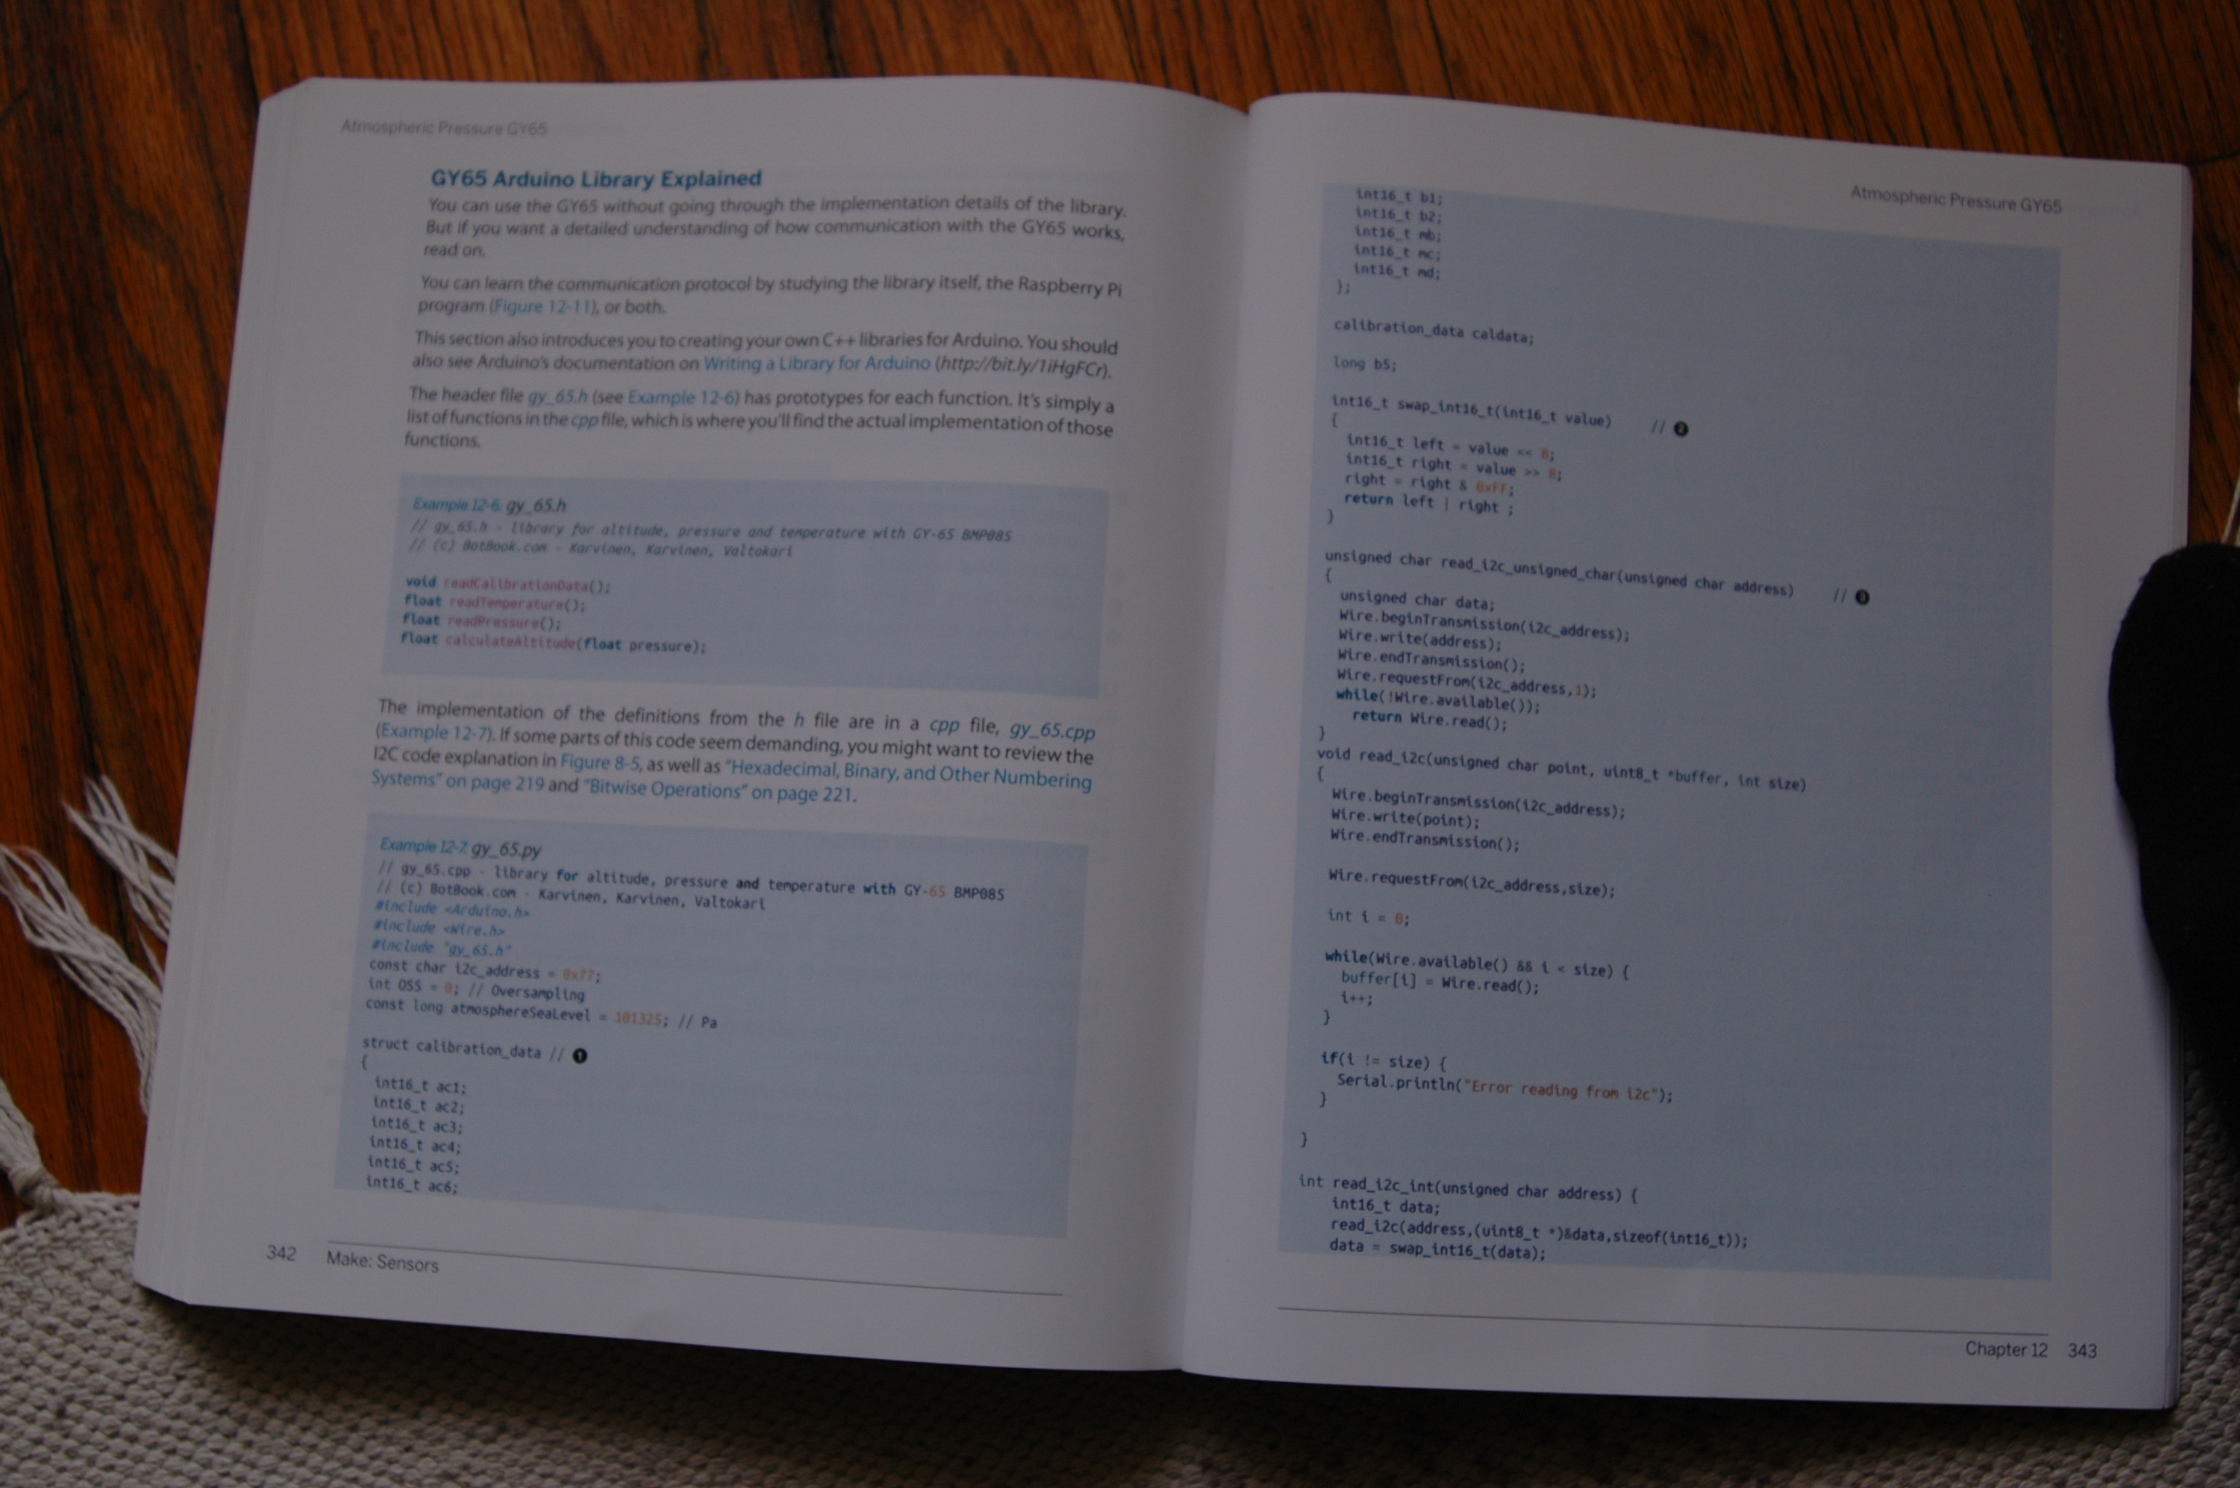 Atmospheric Pressure GY65
GY65 Arduino Library Explained
You can use the GY65 without going through the implementation details of the library.
But if you want a detailed understanding of how communication with the GY65 works,
read on.
You can learn the communication protocol by studying the library itself, the Raspberry Pi
program (Figure 12-11), or both.
This section also introduces you to creating your own C++ libraries for Arduino. You should
also see Arduino's documentation on Writing a Library for Arduino (http://bit.ly/1iHgFCr).
The header file gy_65.h (see Example 12-6) has prototypes for each function. It's simply a
list of functions in the cpp file, which is where you'll find the actual implementation of those
functions.
Example 12-6. gy_65.h
// gy_65.h - library for altitude, pressure and temperature with GY-65 BMP085
// (c) BotBook.com - Karvinen, Karvinen, Valtokari
void readCalibrationData();
float readTemperature();
float readPressure();
float calculateAltitude(float pressure);
The implementation of the definitions from the h file are in a cpp file, gy_65.cpp
(Example 12-7). If some parts of this code seem demanding, you might want to review the
I2C code explanation in Figure 8-5, as well as "Hexadecimal, Binary, and Other Numbering
Systems" on page 219 and "Bitwise Operations" on page 221.
Example 12-7. gy_65.py
// gy_65.cpp - library for altitude, pressure and temperature with GY-65 BMP085
// (c) BotBook.com - Karvinen, Karvinen, Valtokari
#include <Arduino.h>
#include <Wire.h>
#include "gy_65.h"
const char i2c_address = 0x77;
int OSS = 0; // Oversampling
const long atmosphereSeaLevel = 101325; // Pa
struct calibration_data // ❶
{
int16_t ac1;
int16_t ac2;
int16_t ac3;
int16_t ac4;
int16_t ac5;
int16_t ac6;
342 Make: Sensors
Atmospheric Pressure GY65
int16_t b1;
int16_t b2;
int16_t mb;
int16_t mc;
int16_t md;
};
calibration_data caldata;
long b5;
int16_t swap_int16_t(int16_t value) // ❷
{
int16_t left = value << 8;
int16_t right = value >> 8;
right = right & 0xFF;
return left | right ;
}
unsigned char read_i2c_unsigned_char(unsigned char address) // ❸
{
unsigned char data;
Wire.beginTransmission(i2c_address);
Wire.write(address);
Wire.endTransmission();
Wire.requestFrom(i2c_address,1);
while(!Wire.available());
return Wire.read();
}
void read_i2c(unsigned char point, uint8_t *buffer, int size)
{
Wire.beginTransmission(i2c_address);
Wire.write(point);
Wire.endTransmission();
Wire.requestFrom(i2c_address,size);
int i = 0;
while(Wire.available() && i < size) {
buffer[i] = Wire.read();
i++;
}
if(i != size) {
Serial.println("Error reading from i2c");
}
}
int read_i2c_int(unsigned char address) {
int16_t data;
read_i2c(address,(uint8_t *)&data,sizeof(int16_t));
data = swap_int16_t(data);
Chapter 12 343